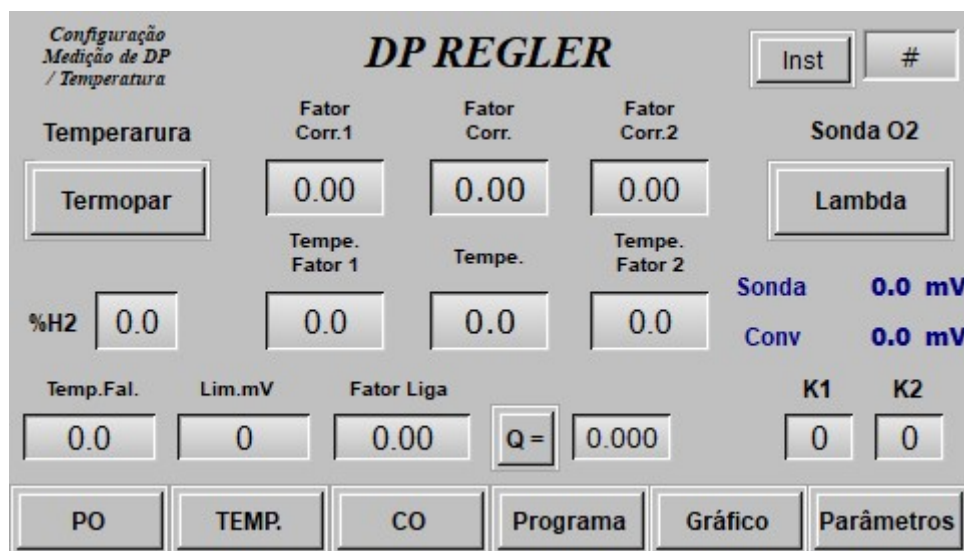 Configuração
Medição de DP
/ Temperatura
DP REGLER
Inst
#
Temperarura
Fator
Corr.1
Fator
Corr.
Fator
Corr.2
Sonda O2
Termopar
0.00
0.00
0.00
Lambda
Tempe.
Fator 1
Tempe.
Tempe.
Fator 2
%H2
0.0
0.0
0.0
0.0
Sonda 0.0 mV
Conv 0.0 mV
Temp.Fal.
Lim.mV
Fator Liga
K1
K2
0.0
0
0.00
Q =
0.000
0
0
PO
TEMP.
CO
Programa
Gráfico
Parâmetros